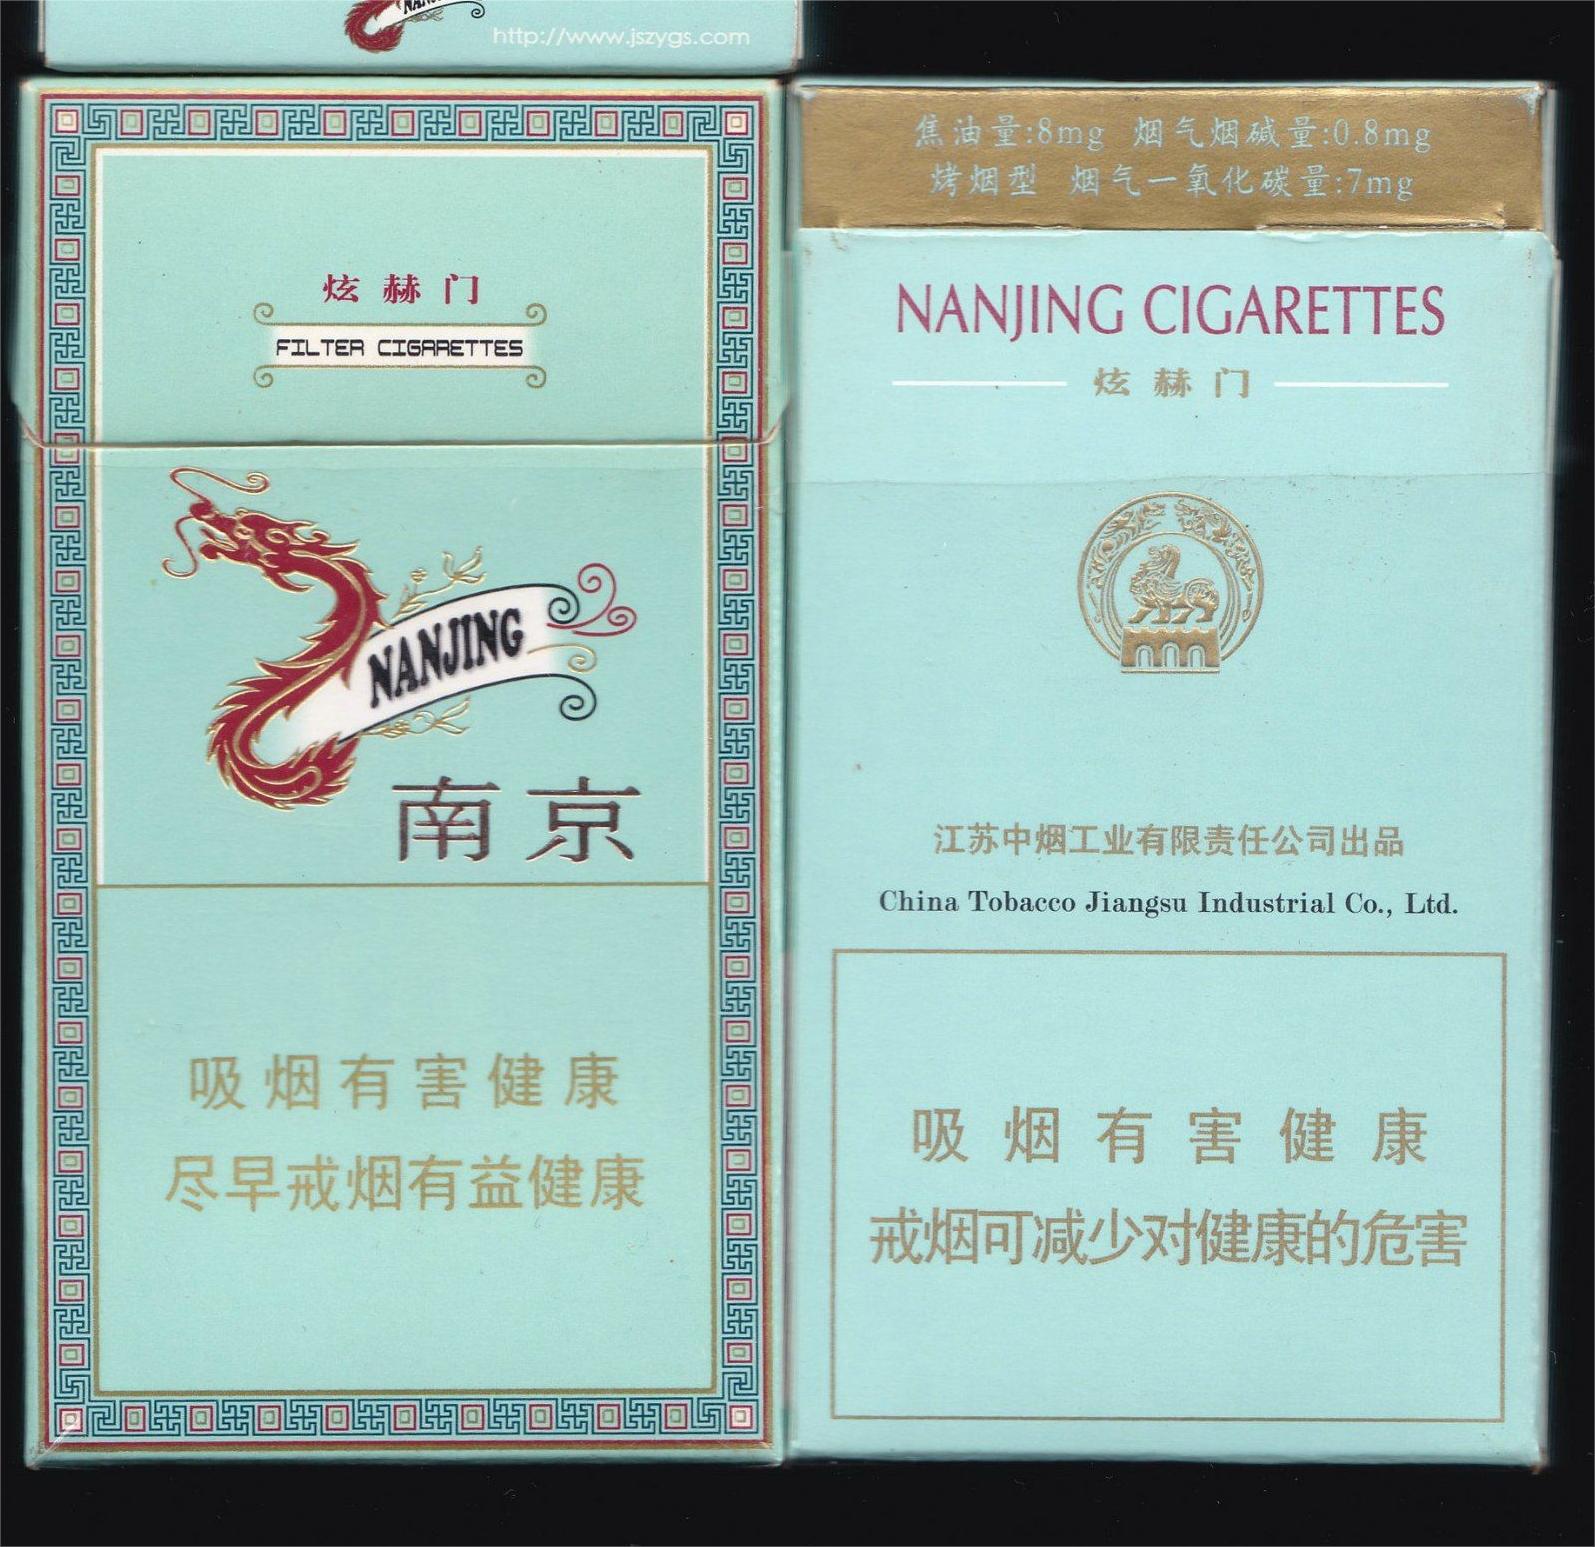 NANJ
http://www.jszygs.com
炫赫门
FILTER CIGARETTES
NANJING
南京
吸烟有害健康
尽早戒烟有益健康
焦油量:8mg 烟气烟碱量:0.8mg
烤烟型 烟气一氧化碳量:7mg
NANJING CIGARETTES
炫赫门
江苏中烟工业有限责任公司出品
China Tobacco Jiangsu Industrial Co., Ltd.
吸烟有害健康
戒烟可减少对健康的危害